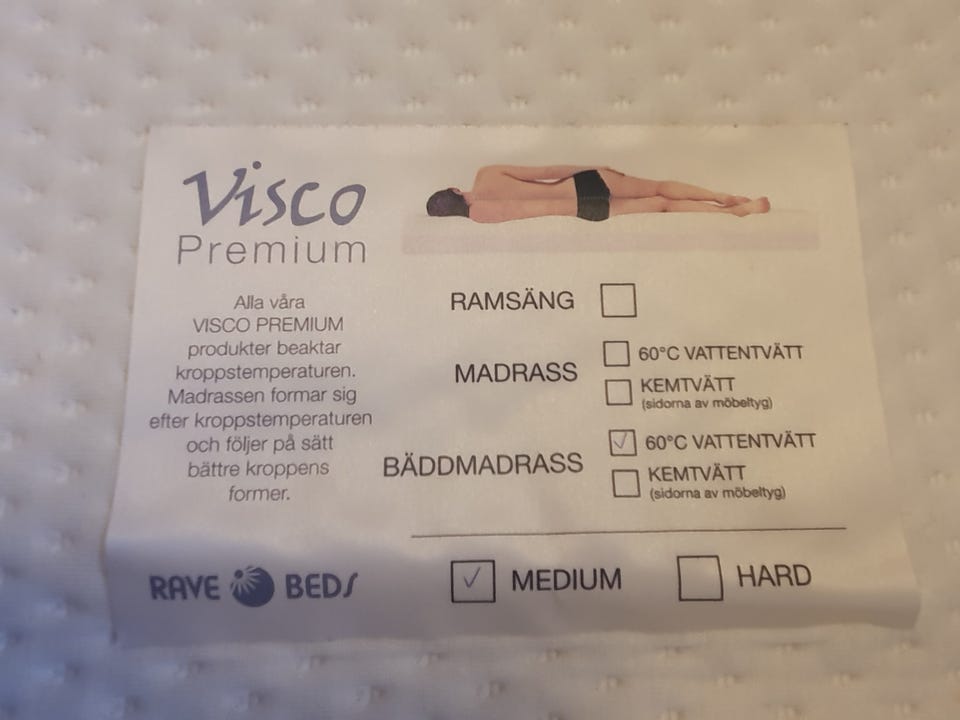 Visco
Premium
Alla våra
VISCO PREMIUM
produkter beaktar
kroppstemperaturen.
Madrassen formar sig
efter kroppstemperaturen
och följer på sätt
bättre kroppens
former.
RAVE BEDS
RAMSÄNG
MADRASS
60°C VATTENTVÄTT
KEMTVÄTT
(sidorna av möbeltyg)
BÄDDMADRASS
60°C VATTENTVÄTT
KEMTVÄTT
(sidorna av möbeltyg)
MEDIUM HARD